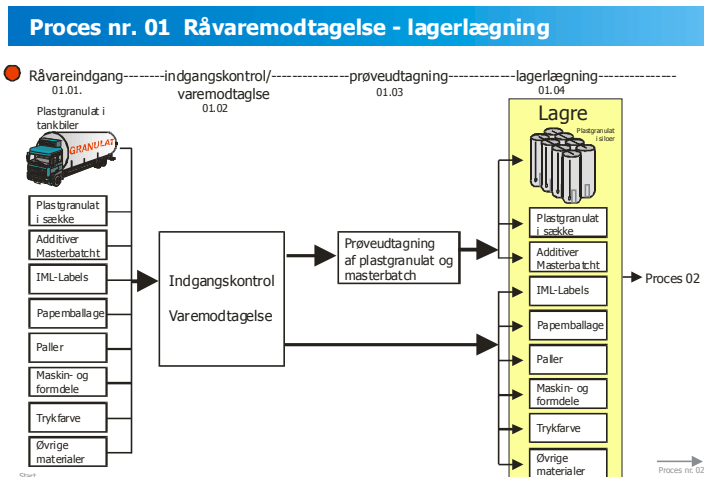 Proces nr. 01 Råvaremodtagelse - lagerlægning
Råvareindgang--------indgangskontrol/---------------prøveudtagning---------------lagerlægning---------------
01.01.
varemodtaglse
01.02
01.03
01.04
Plastgranulat i
tankbiler
GRANULAT
Plastgranulat
i sække
Additiver
Masterbatcht
IML-Labels
Papemballage
Paller
Maskin- og
formdele
Trykfarve
Øvrige
materialer
Start
Indgangskontrol
Varemodtagelse
Prøveudtagning
af plastgranulat og
masterbatch
Lagre
Plastgranulat
i siloer
Plastgranulat
i sække
Additiver
Masterbatcht
IML-Labels
Papemballage
Paller
Maskin- og
formdele
Trykfarve
Øvrige
materialer
Proces 02
Proces nr. 02